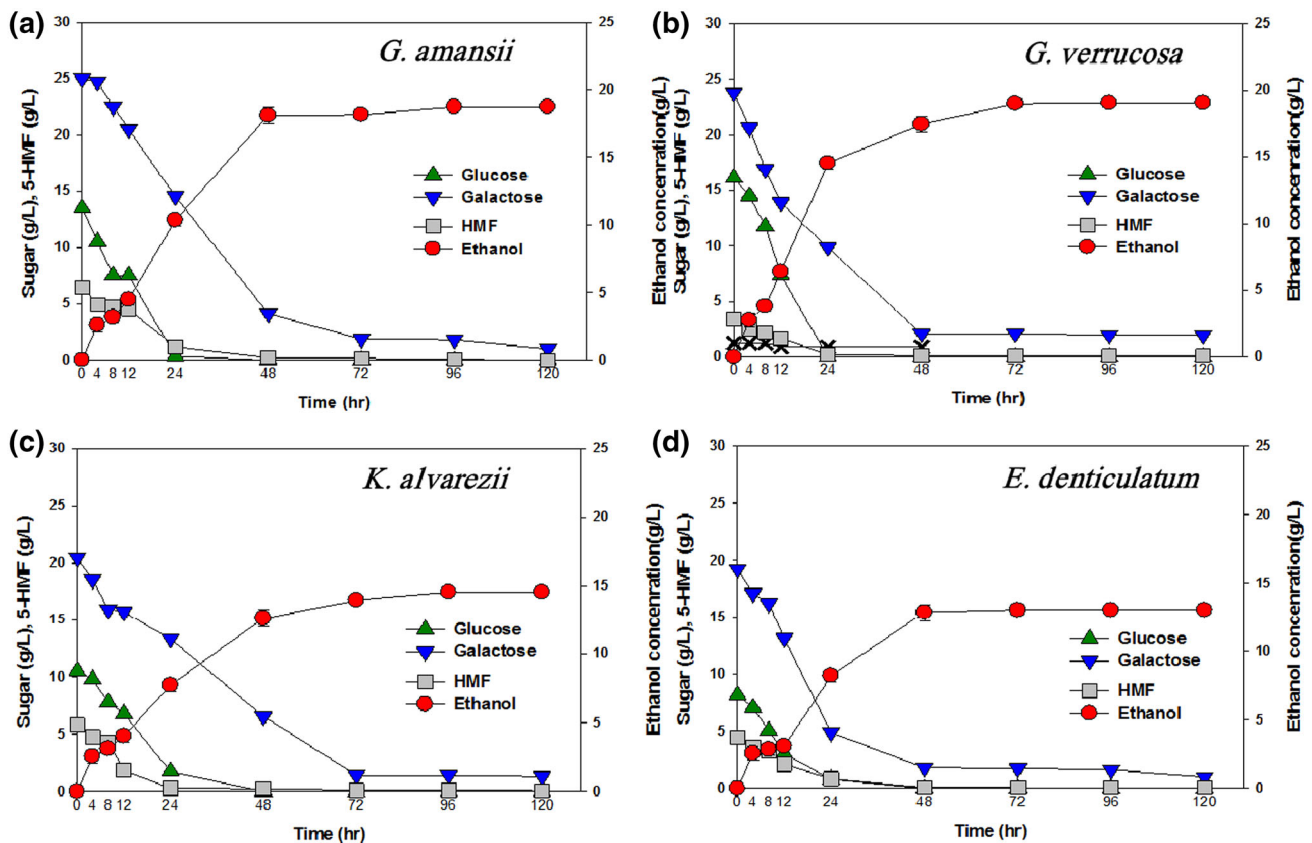 (a)
G. amansii
30
25
20
15
10
5
0
Sugar (g/L), 5-HMF (g/L)
25
20
15
10
5
0
Ethanol concenration(g/L)
Glucose
Galactose
HMF
Ethanol
0 4 8 12 24 48 72 96 120
Time (hr)
(b)
G. verrucosa
30
25
20
15
10
5
0
Sugar (g/L), 5-HMF (g/L)
25
20
15
10
5
0
Ethanol concenration(g/L)
Glucose
Galactose
HMF
Ethanol
0 4 8 12 24 48 72 96 120
Time (hr)
(c)
K. alvarezii
30
25
20
15
10
5
0
Sugar (g/L), 5-HMF (g/L)
25
20
15
10
5
0
Ethanol concenration(g/L)
Glucose
Galactose
HMF
Ethanol
0 4 8 12 24 48 72 96 120
Time (hr)
(d)
E. denticulatum
30
25
20
15
10
5
0
Sugar (g/L), 5-HMF (g/L)
25
20
15
10
5
0
Ethanol concenration(g/L)
Glucose
Galactose
HMF
Ethanol
0 4 8 12 24 48 72 96 120
Time (hr)